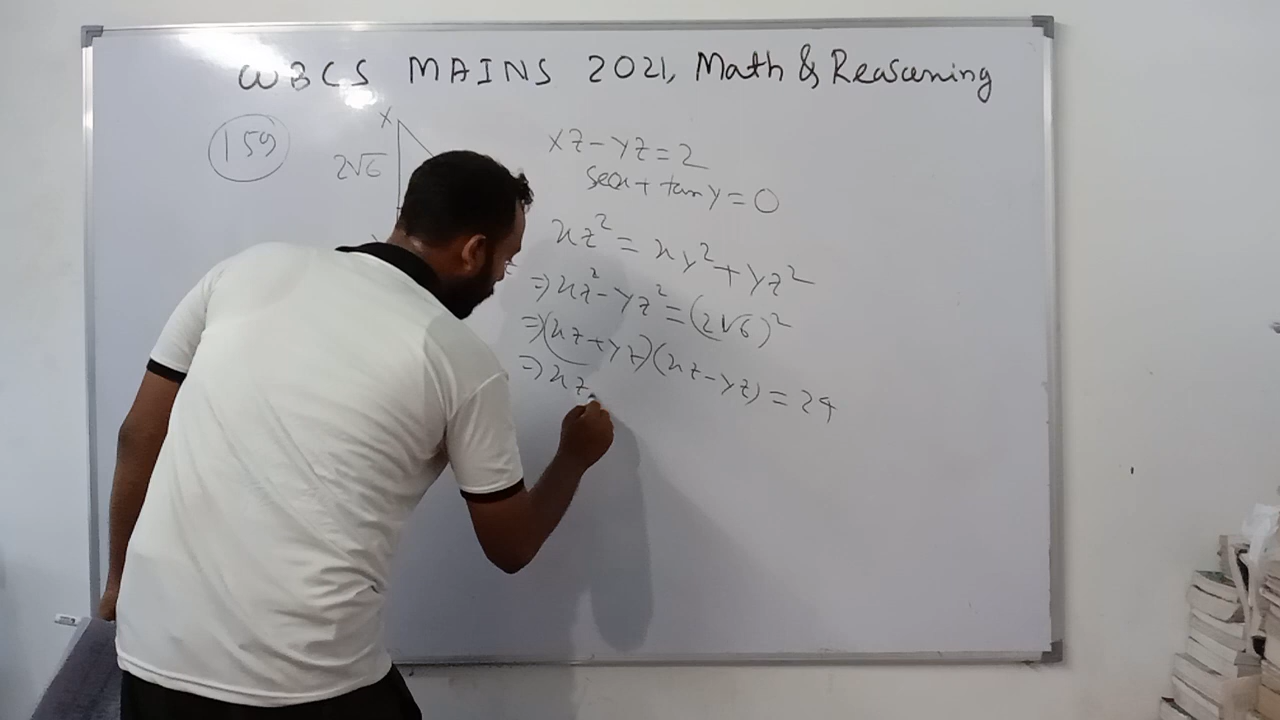 WBCS MAINS 2021, Math & Reasoning
159
X
2√6
XZ - YZ = 2
secx + tany = 0
xz² = xy² + yz²
⇒ xz² - yz² = (2√6)²
⇒ (xz + yz)(xz - yz) = 24
⇒ xz